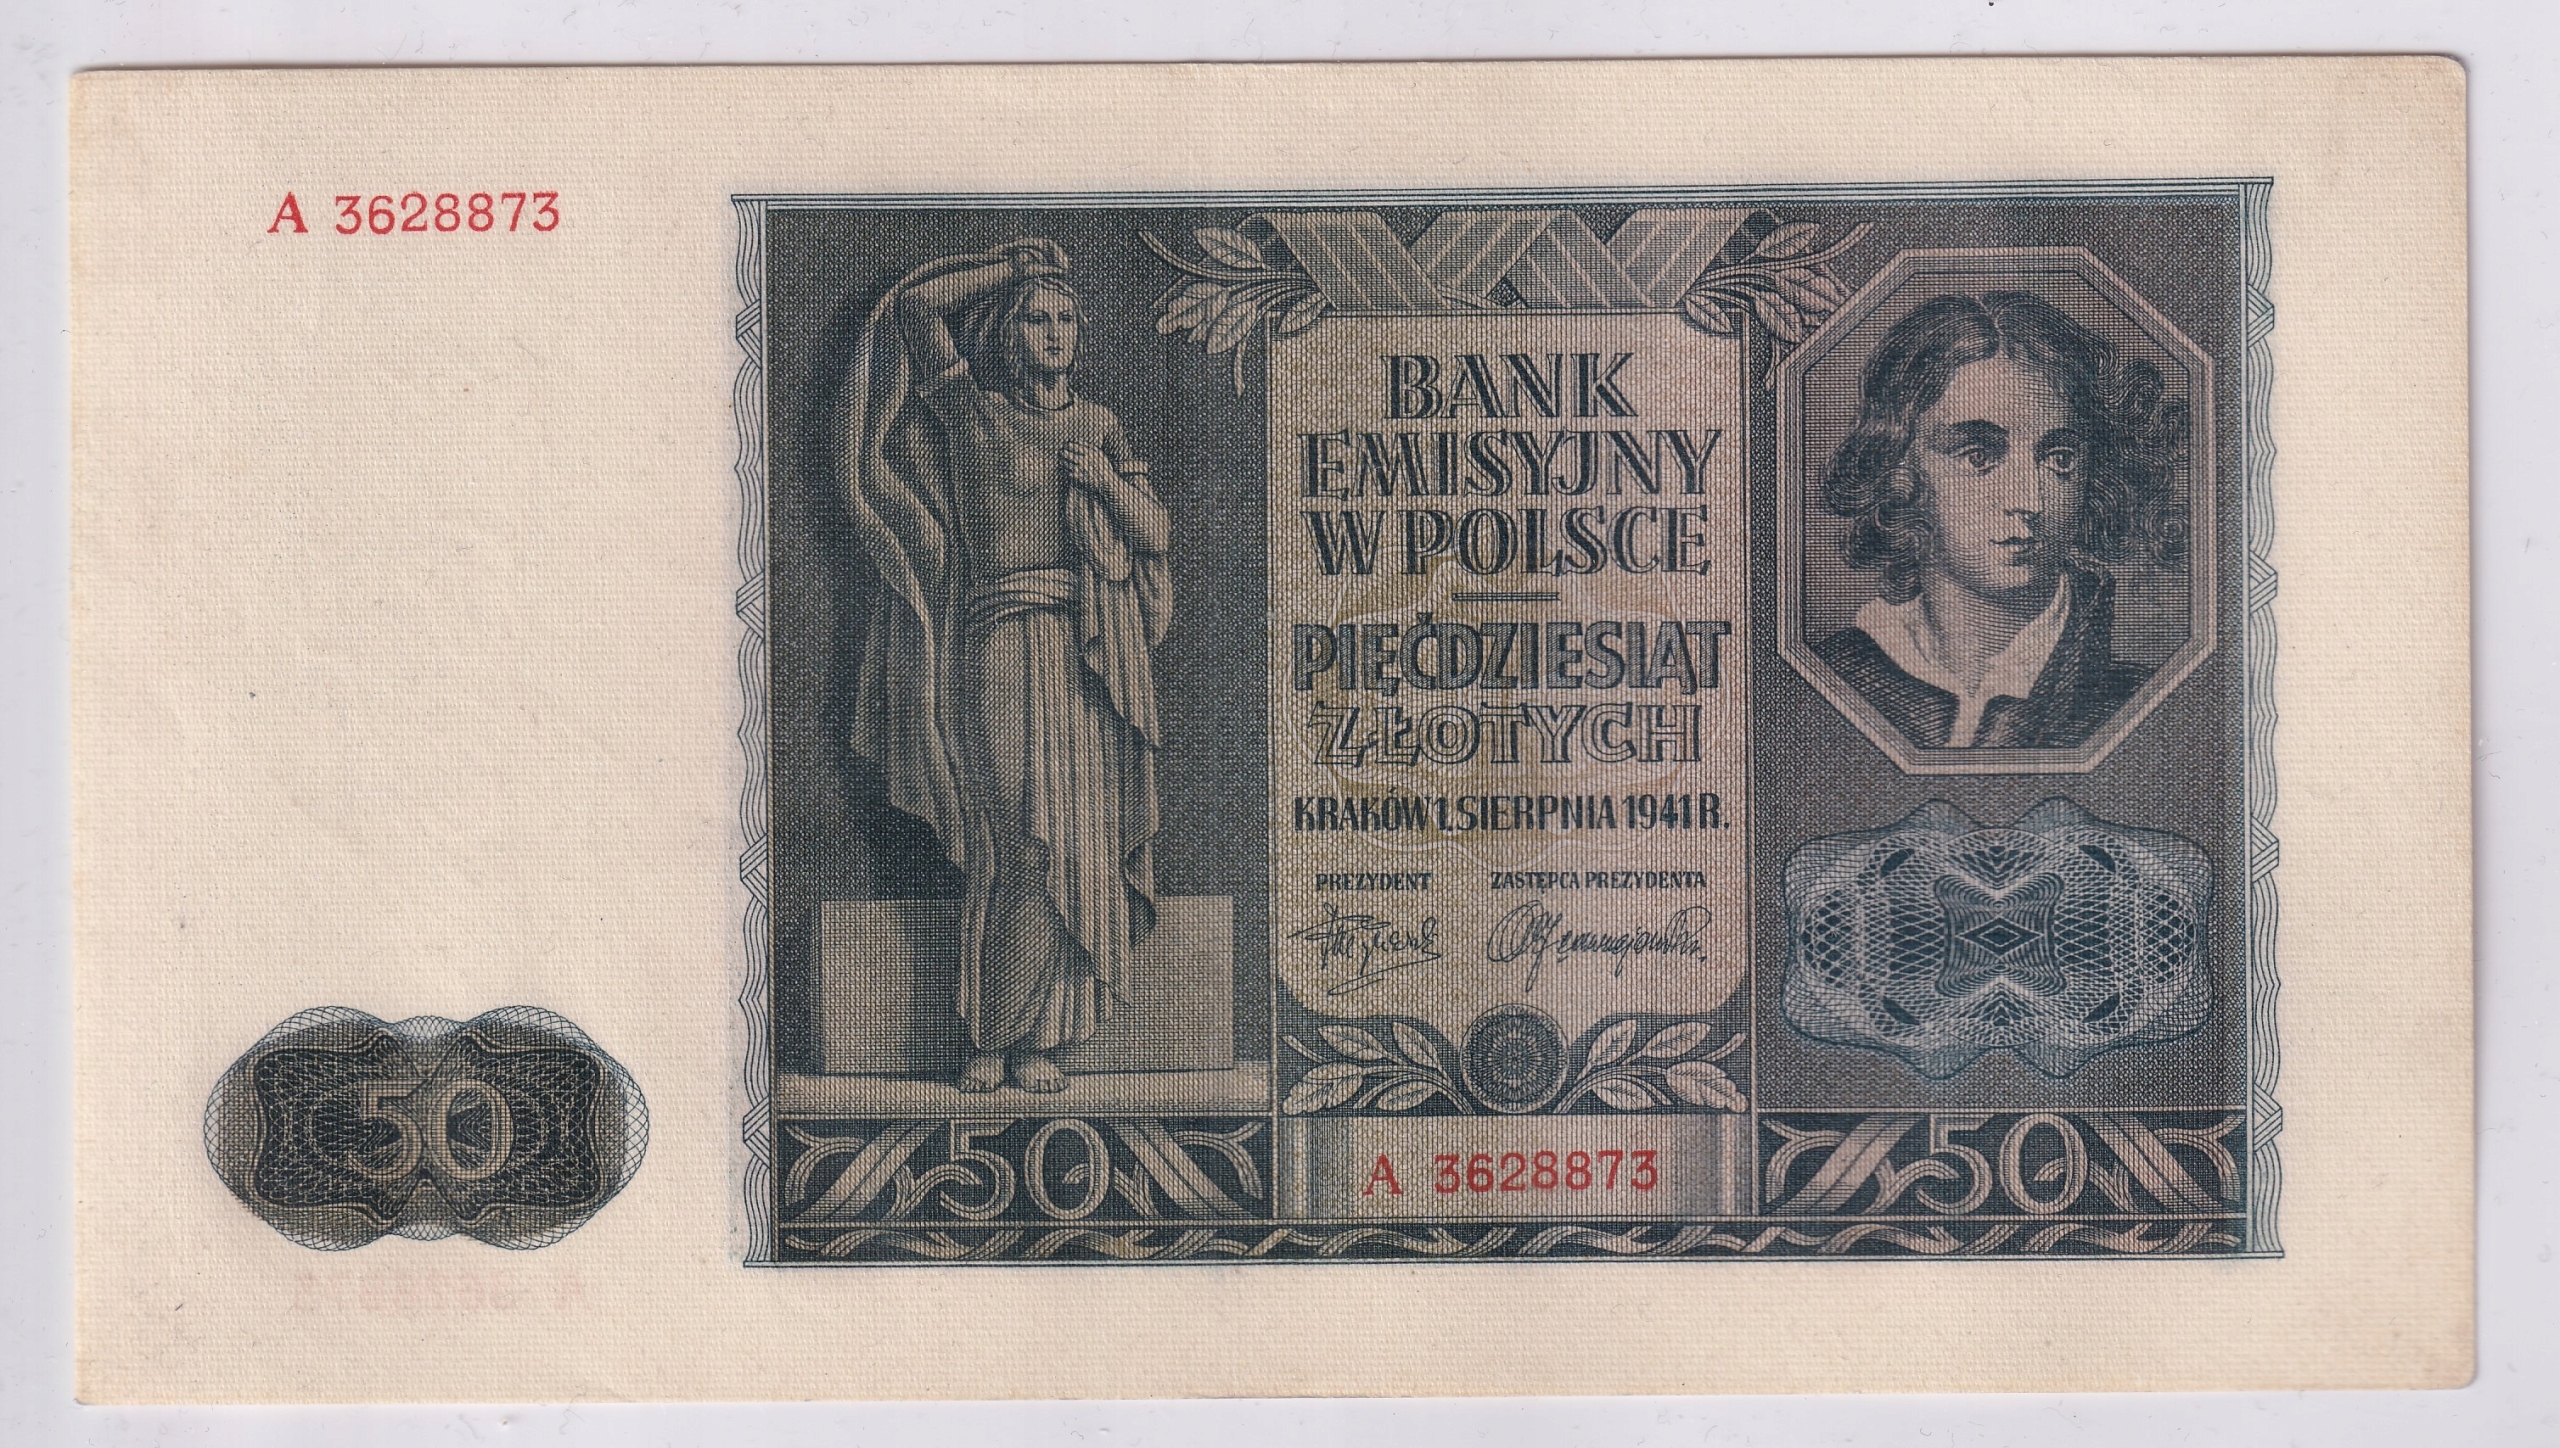 A 3628873
BANK
EMISYJNY
W POLSCE
PIĘĆDZIESIĄT
ZŁOTYCH
KRAKÓW 1. SIERPNIA 1941 R.
PREZYDENT ZASTĘPCA PREZYDENTA
50
50
50
A 3628873